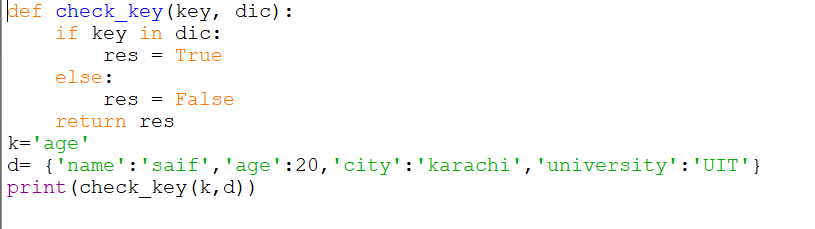 def check_key(key, dic):
    if key in dic:
        res = True
    else:
        res = False
    return res
k='age'
d= {'name':'saif','age':20,'city':'karachi','university':'UIT'}
print(check_key(k,d))